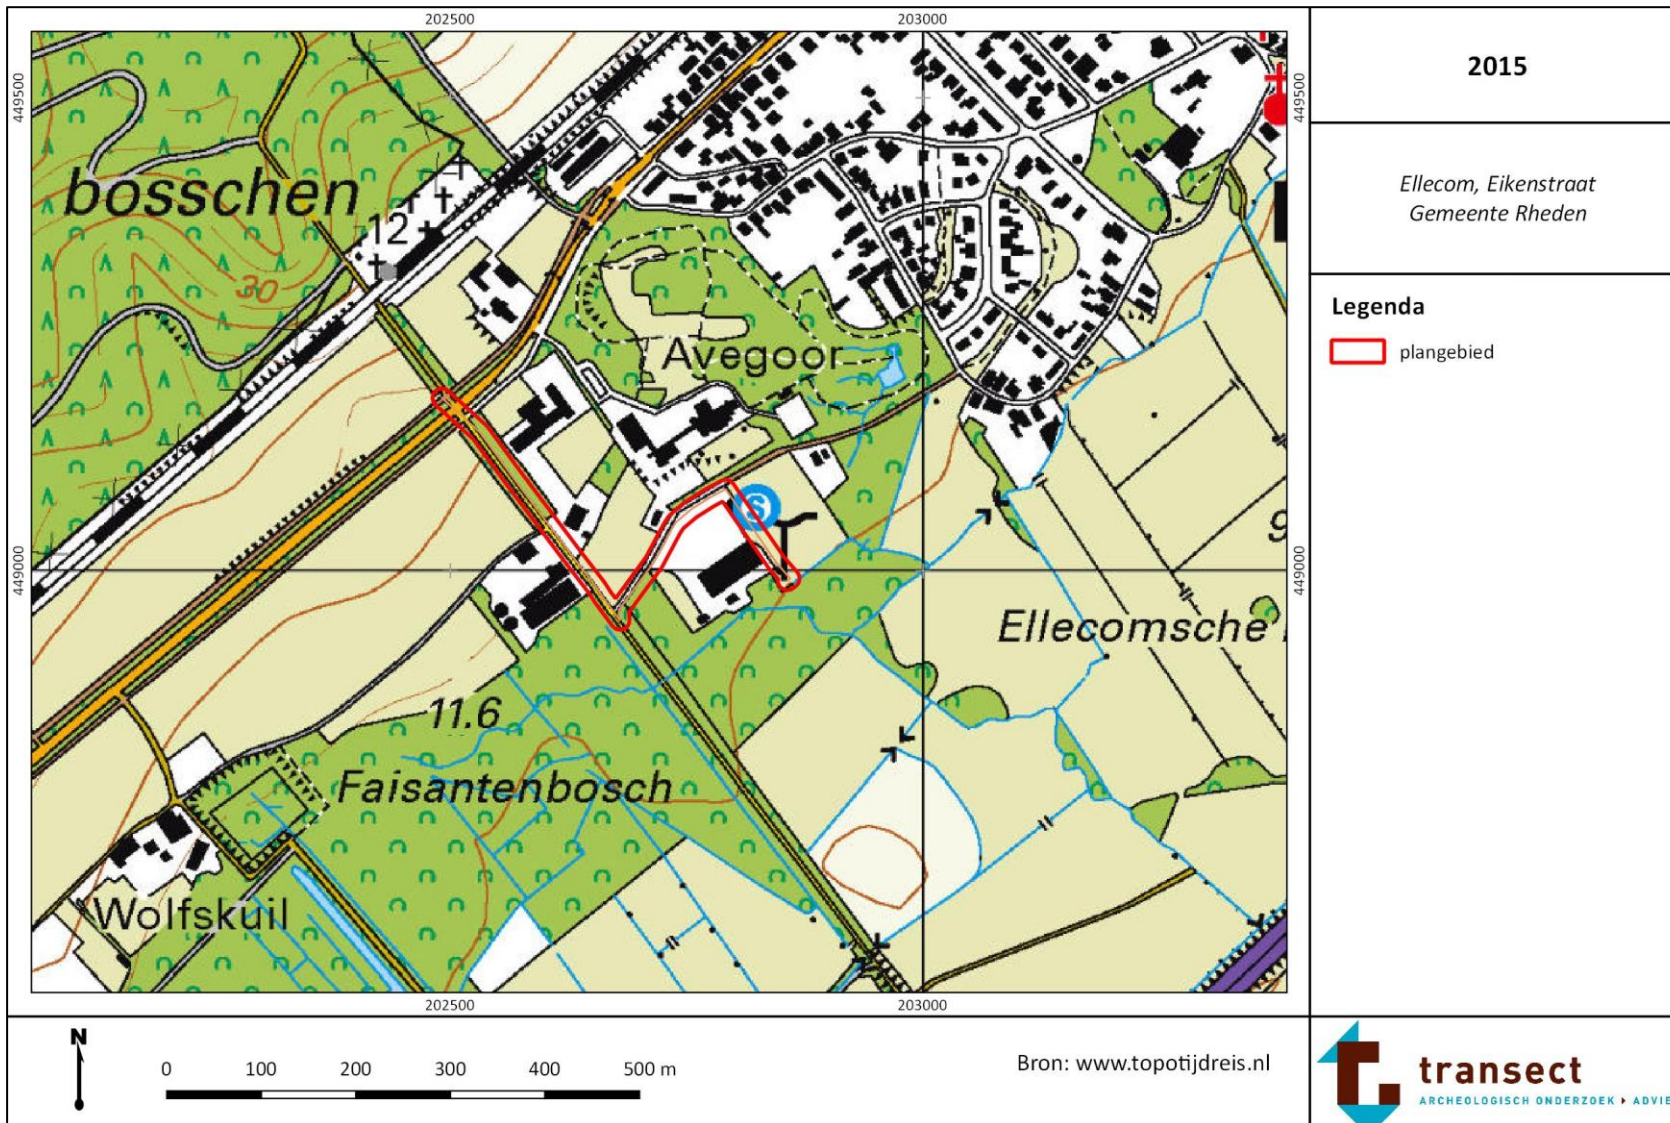 202500
203000
449500
449500
2015
bosschen
12
30
Ellecom, Eikenstraat
Gemeente Rheden
Legenda
plangebied
Avegoor
S
9
449000
449000
Ellecomsche
11.6
Faisantenbosch
Wolfskuil
202500
203000
N
0 100 200 300 400 500 m
Bron: www.topotijdreis.nl
transect
ARCHEOLOGISCH ONDERZOEK ▸ ADVIE